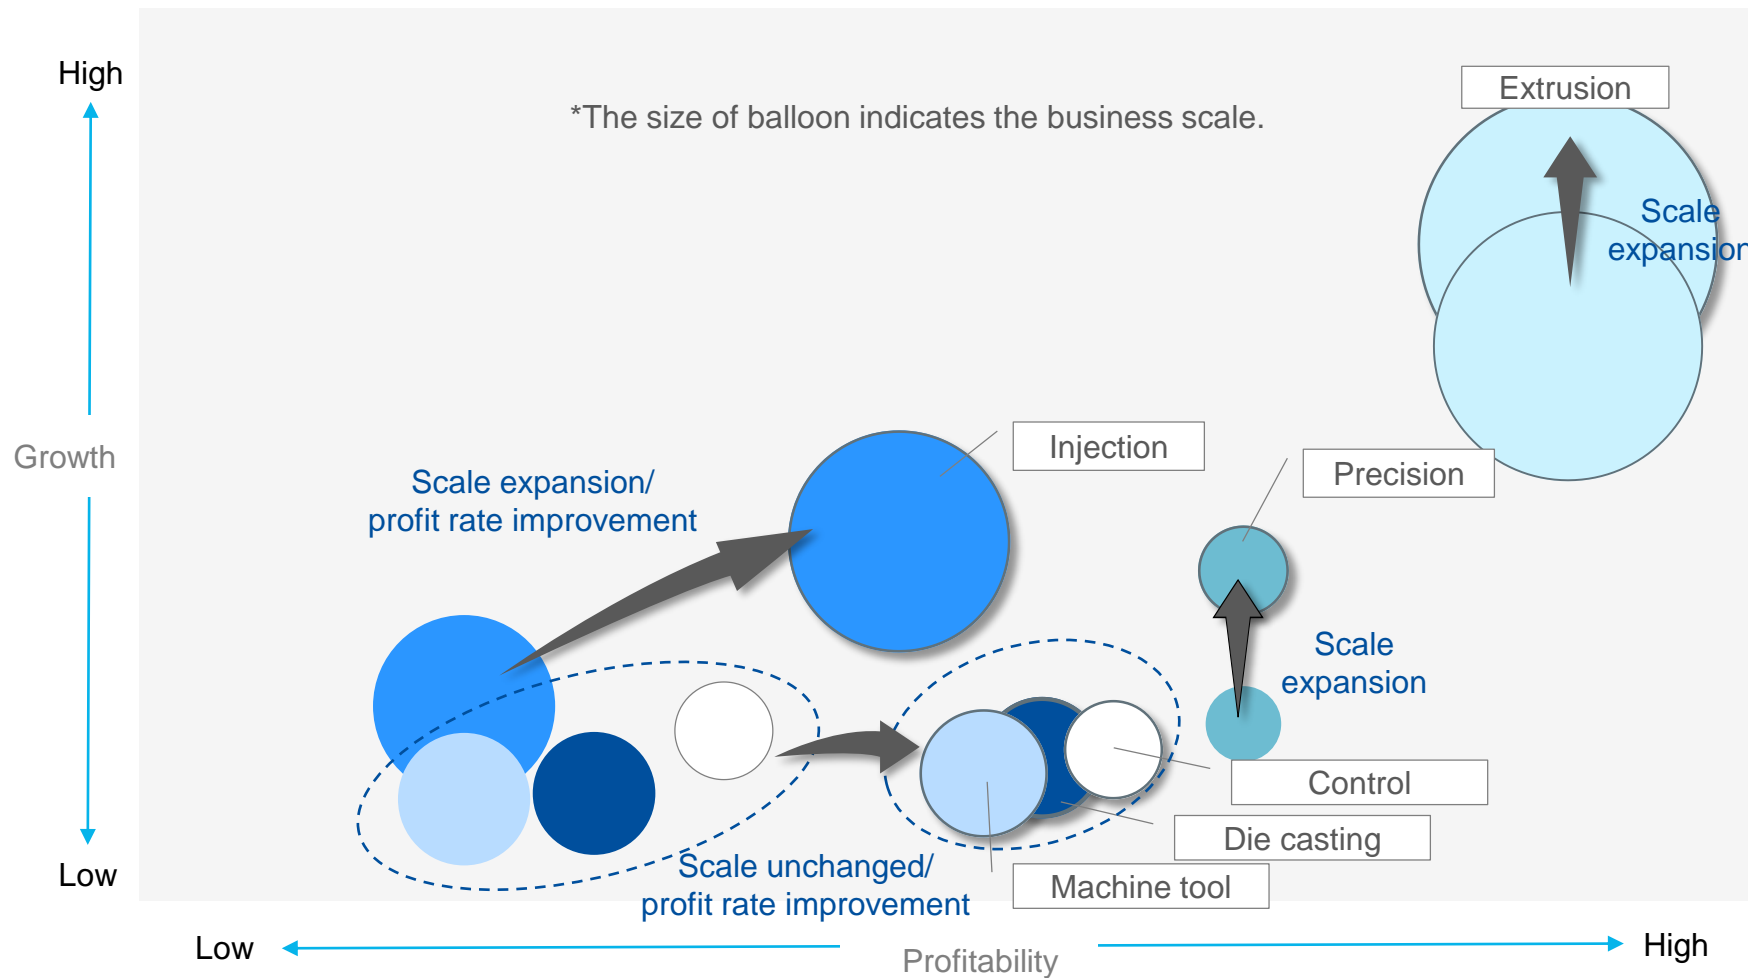 High
Extrusion
*The size of balloon indicates the business scale.
Scale
expansion
Injection
Growth
Precision
Scale expansion/
profit rate improvement
Scale
expansion
Control
Die casting
Scale unchanged/
profit rate improvement
Machine tool
Low
Low
Profitability
High